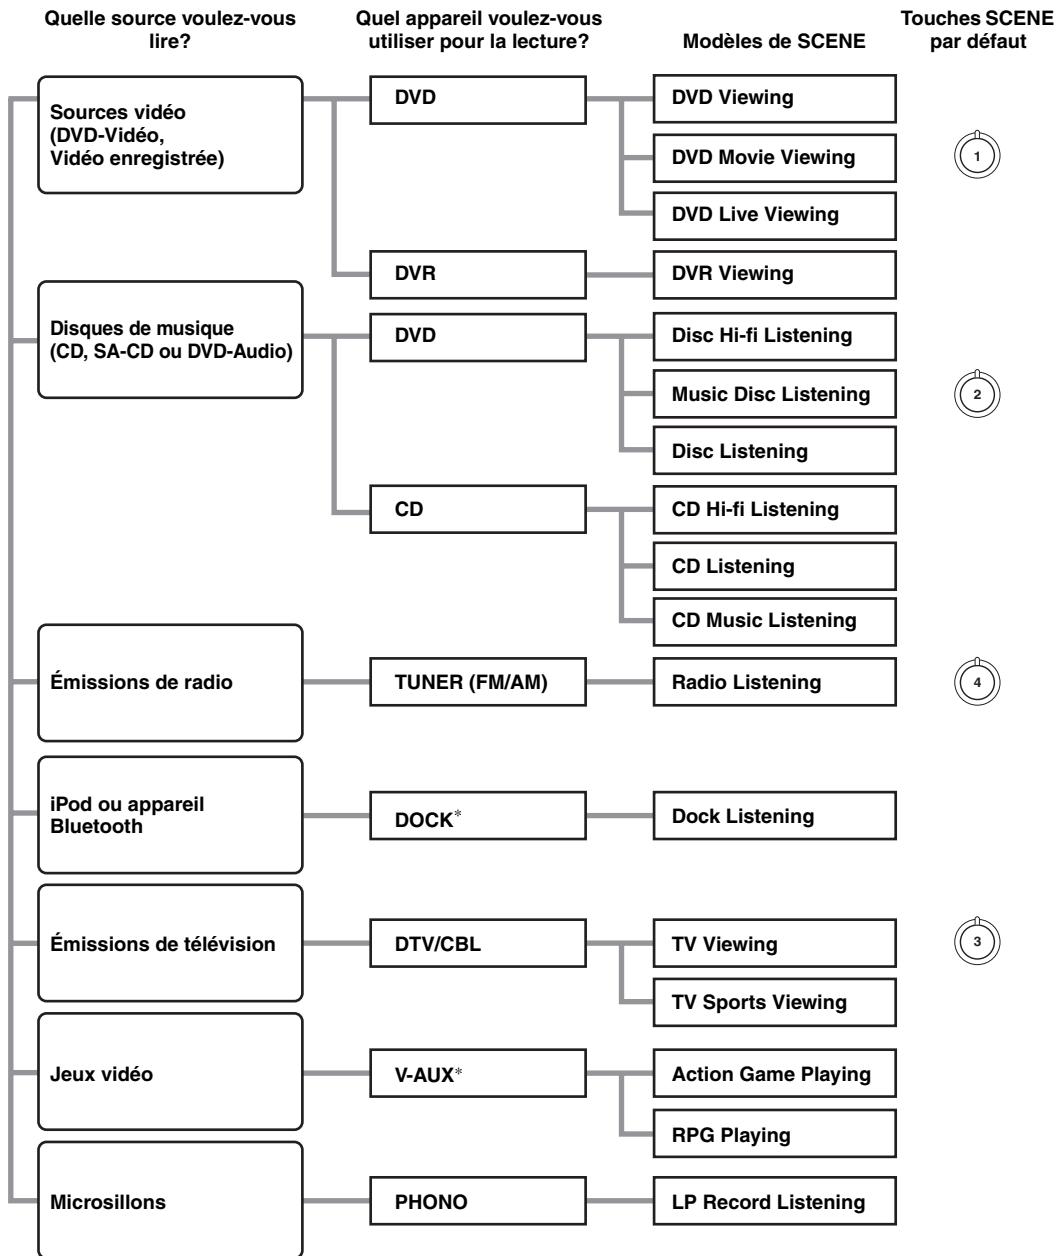 Quelle source voulez-vous
lire?
Quel appareil voulez-vous
utiliser pour la lecture?
Modèles de SCENE
Touches SCENE
par défaut
Sources vidéo
(DVD-Vidéo,
Vidéo enregistrée)
DVD
DVD Viewing
DVD Movie Viewing
1
DVD Live Viewing
DVR
DVR Viewing
Disques de musique
(CD, SA-CD ou DVD-Audio)
DVD
Disc Hi-fi Listening
Music Disc Listening
2
Disc Listening
CD
CD Hi-fi Listening
CD Listening
CD Music Listening
Émissions de radio
TUNER (FM/AM)
Radio Listening
4
iPod ou appareil
Bluetooth
DOCK*
Dock Listening
Émissions de télévision
DTV/CBL
TV Viewing
3
TV Sports Viewing
Jeux vidéo
V-AUX*
Action Game Playing
RPG Playing
Microsillons
PHONO
LP Record Listening